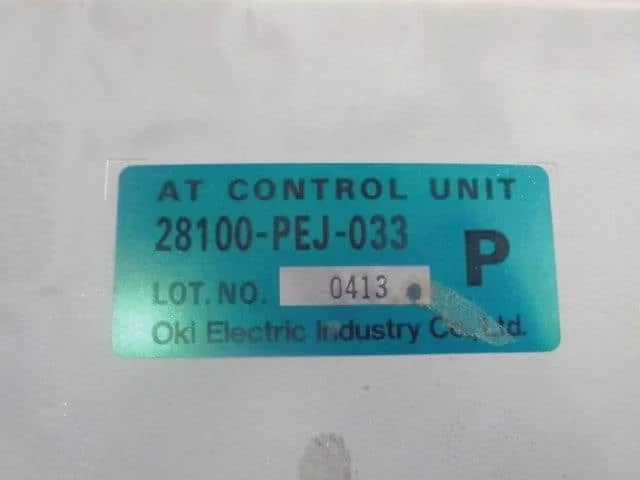 AT CONTROL UNIT
28100-PEJ-033 P
LOT. NO. 0413
Oki Electric Industry Co., Ltd.